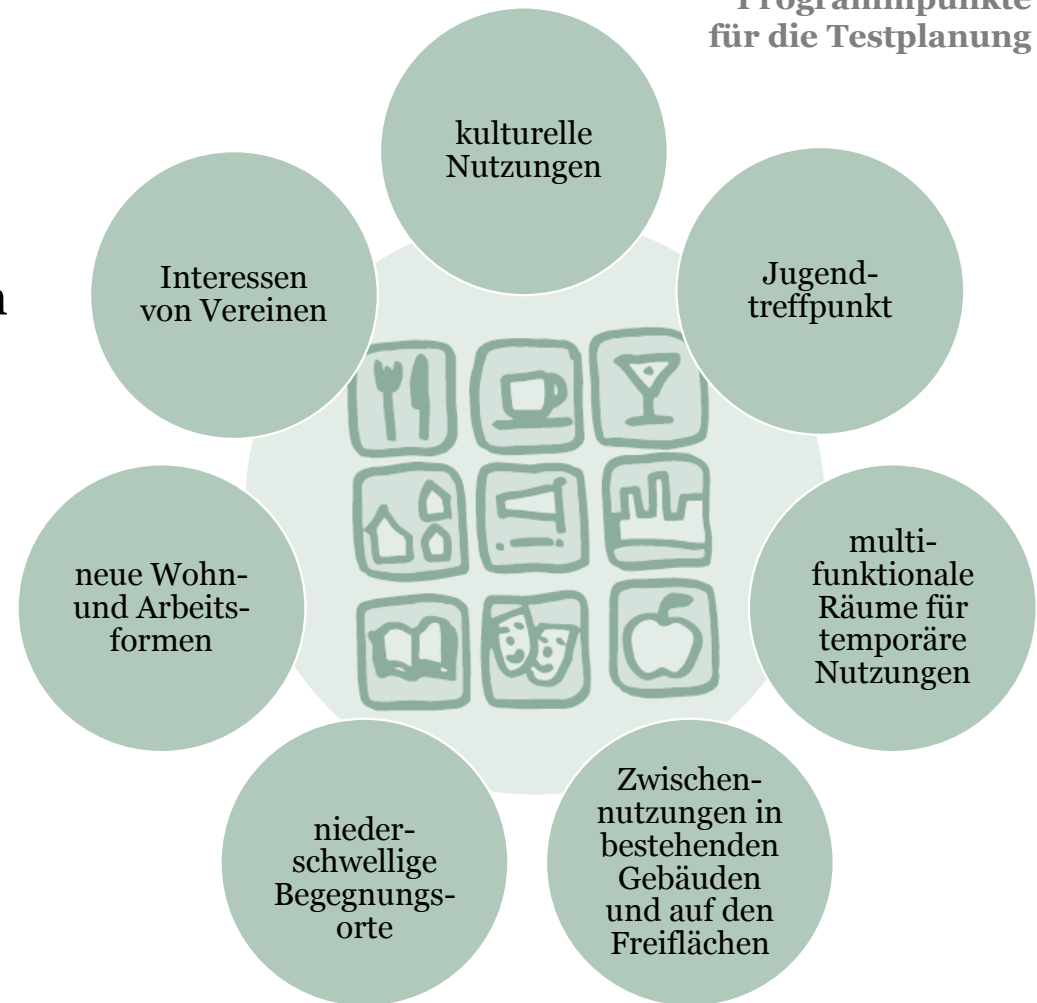 Programmpunkte
für die Testplanung
kulturelle
Nutzungen
Jugend-
treffpunkt
multi-
funktionale
Räume für
temporäre
Nutzungen
Zwischen-
nutzungen in
bestehenden
Gebäuden
und auf den
Freiflächen
nieder-
schwellige
Begegnungs-
orte
neue Wohn-
und Arbeits-
formen
Interessen
von Vereinen